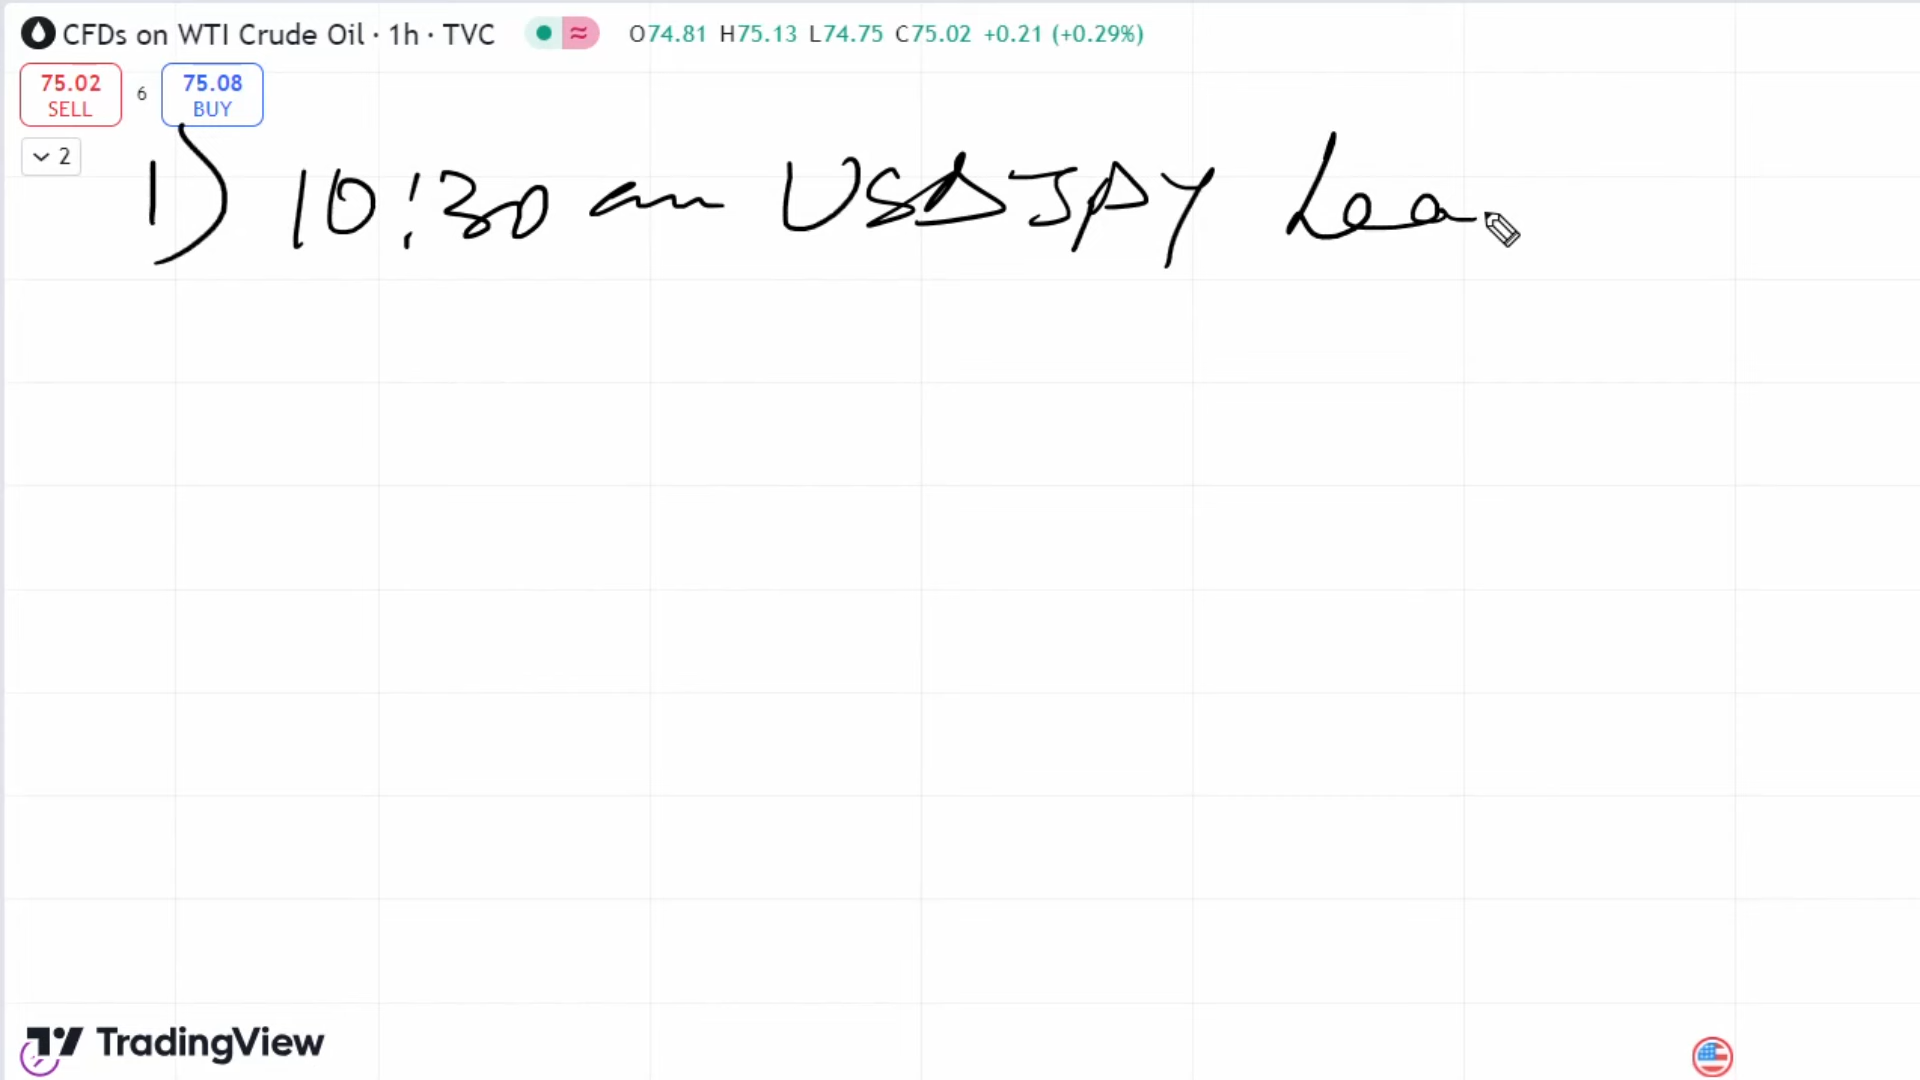 CFDs on WTI Crude Oil · 1h · TVC ≈ O74.81 H75.13 L74.75 C75.02 +0.21 (+0.29%)
75.02 6 75.08
SELL BUY
2
1) 10:30 am USDJPY Lea
TradingView